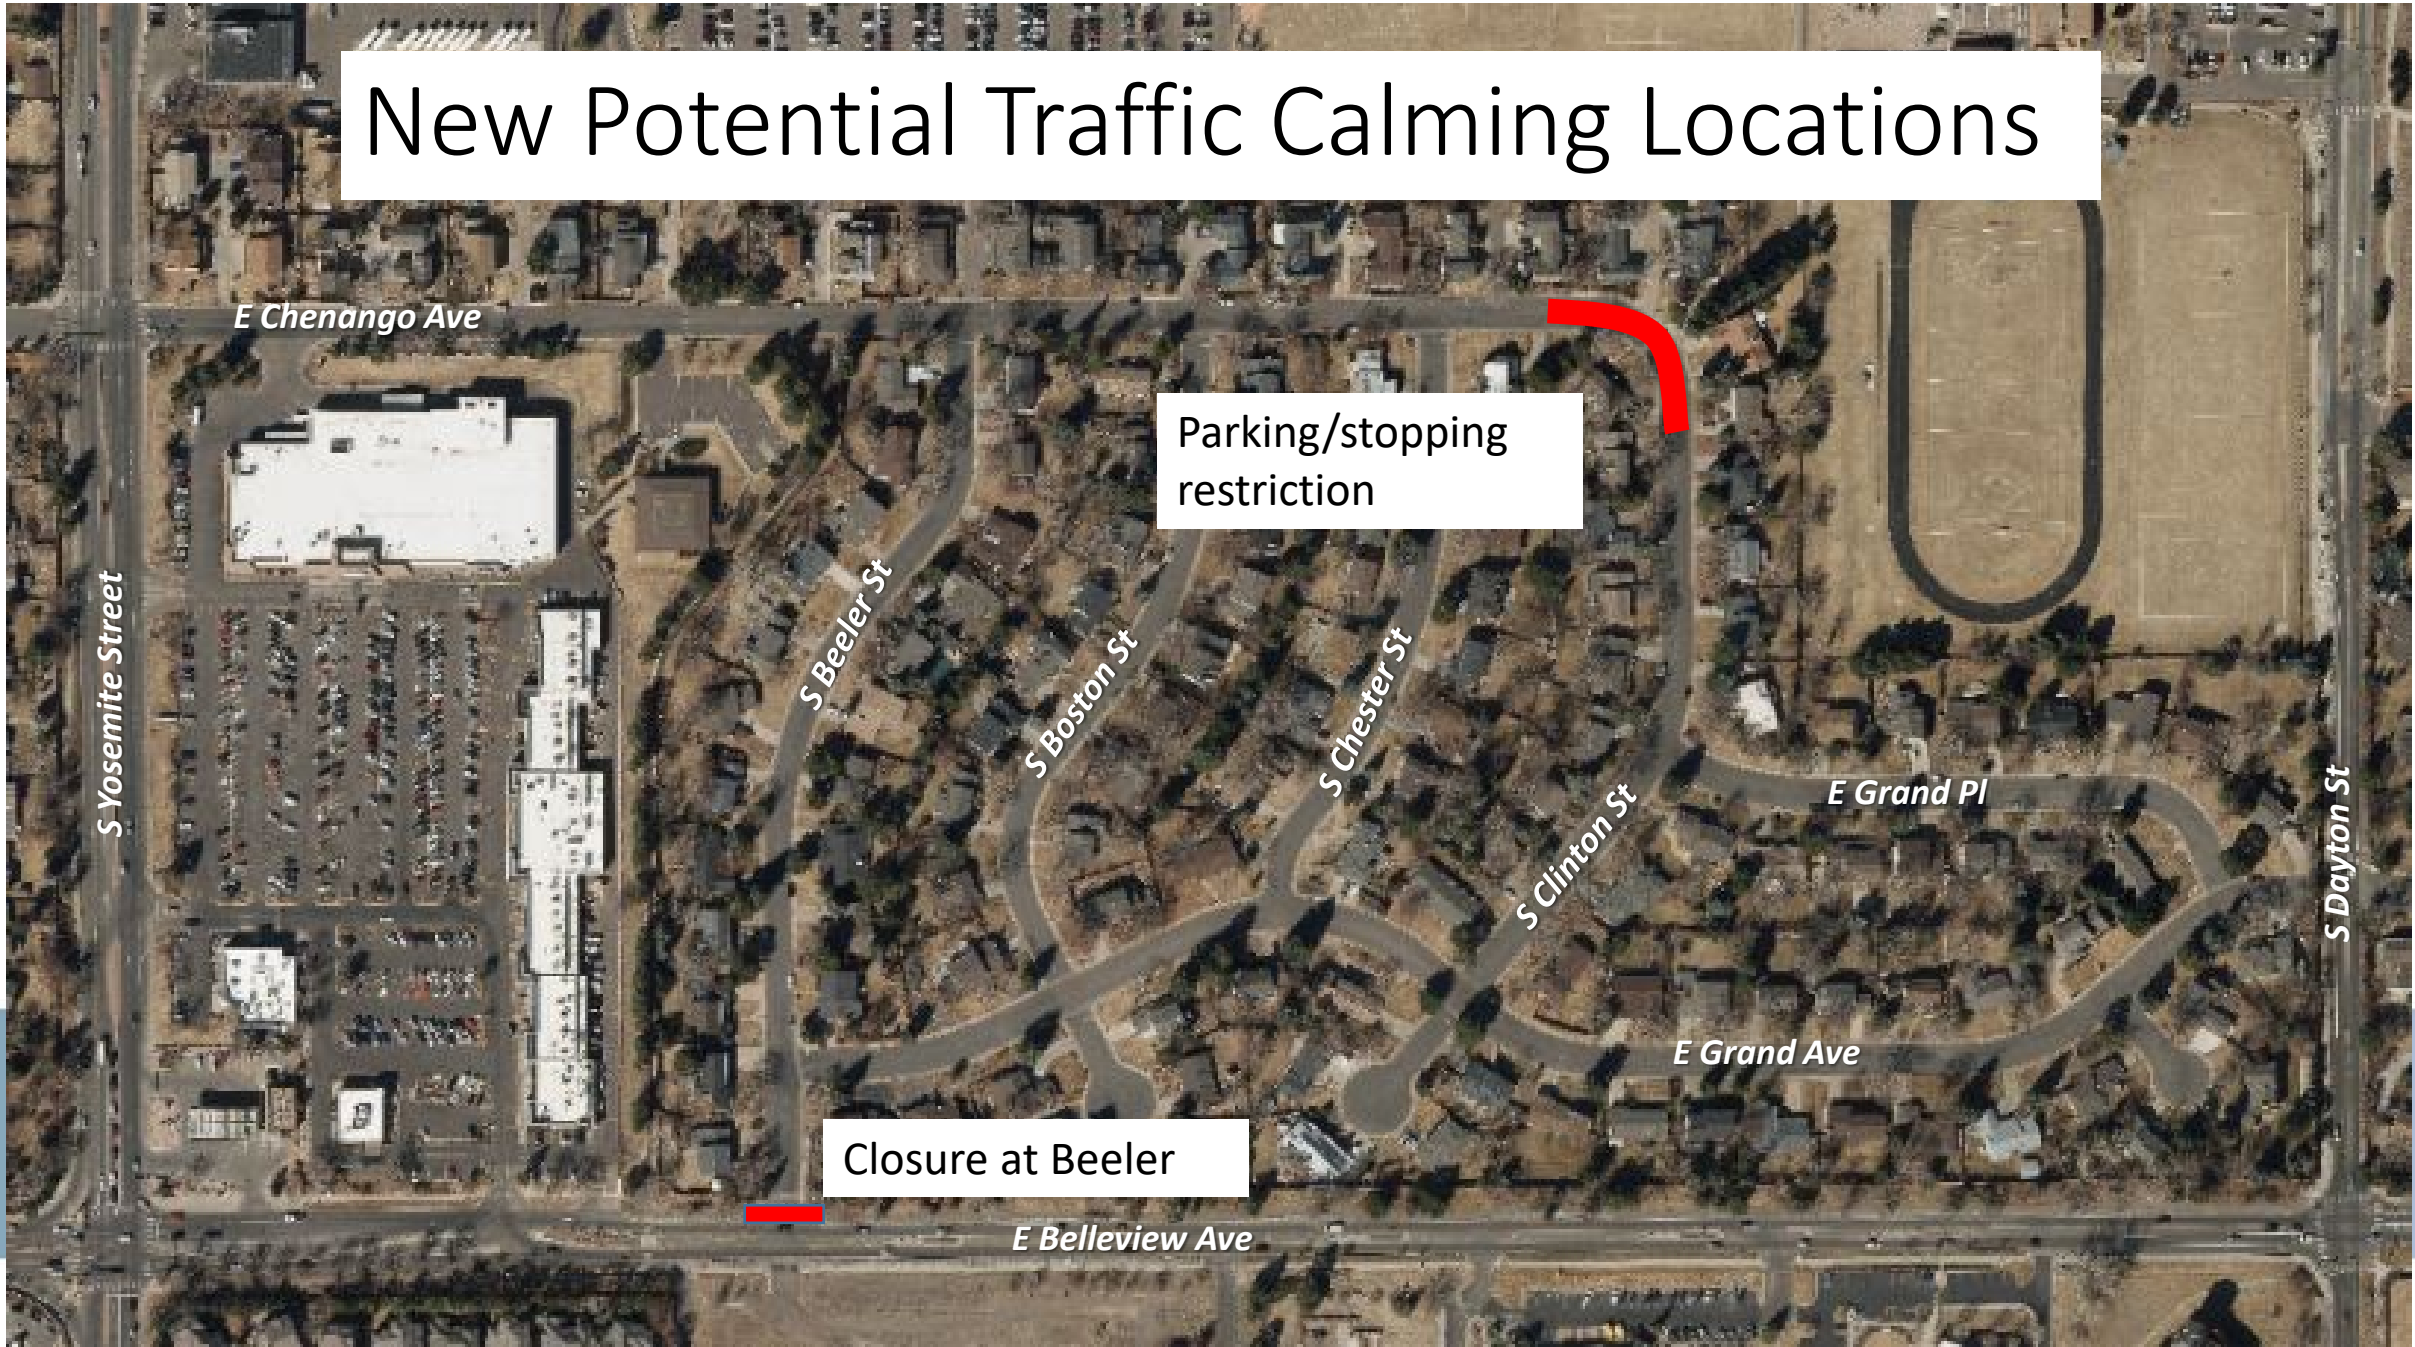 New Potential Traffic Calming Locations
E Chenango Ave
Parking/stopping
restriction
S Yosemite Street
S Beeler St
S Boston St
S Chester St
S Clinton St
E Grand Pl
S Dayton St
E Grand Ave
Closure at Beeler
E Belleview Ave